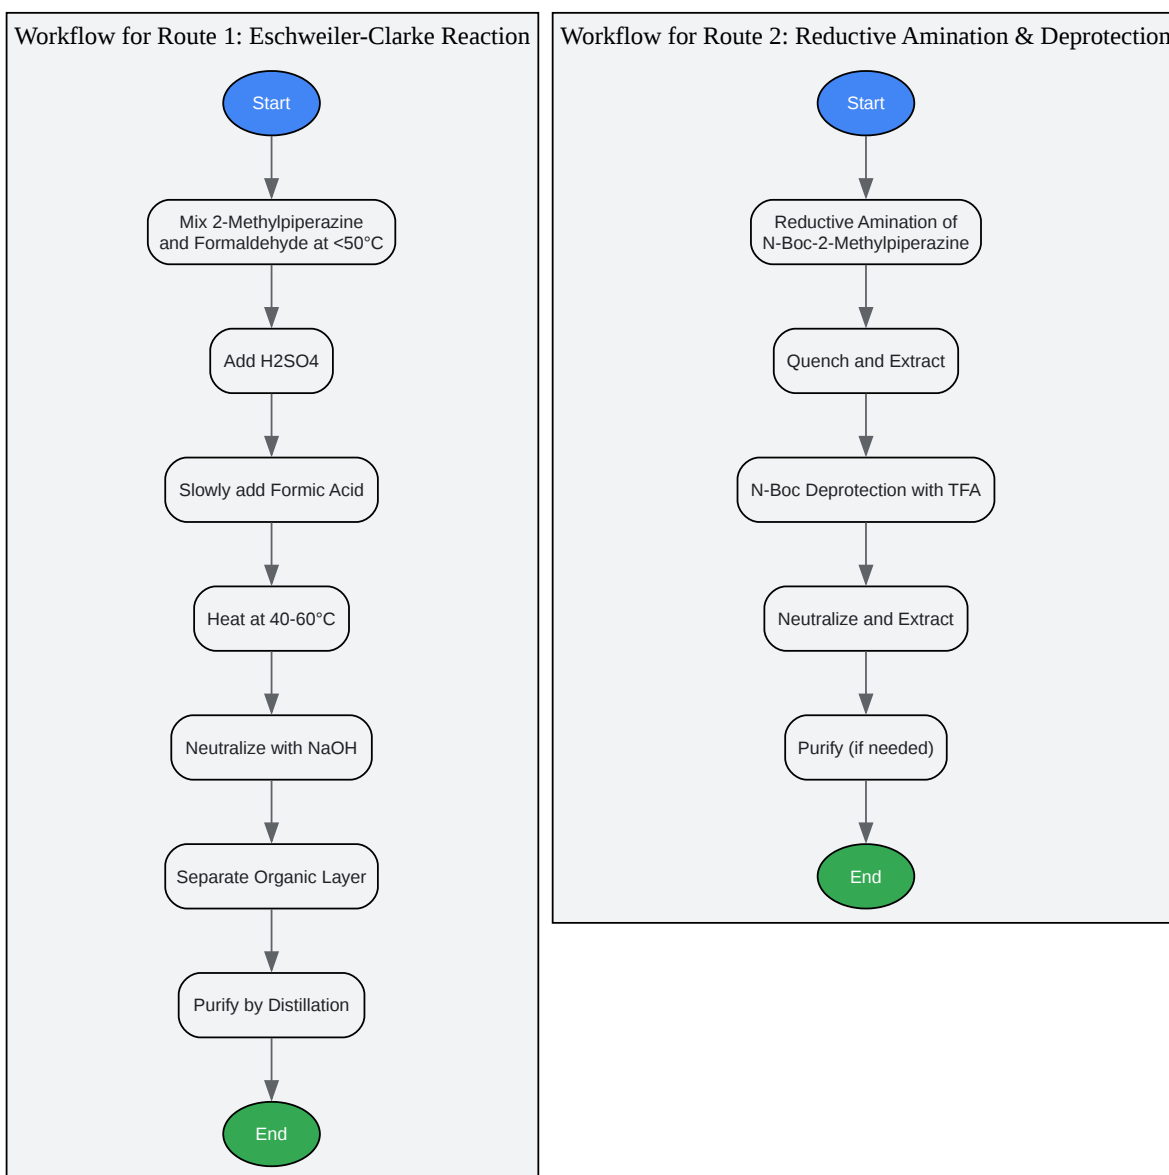 Workflow for Route 1: Eschweiler-Clarke Reaction
Start
Mix 2-Methylpiperazine
and Formaldehyde at <50°C
Add H2SO4
Slowly add Formic Acid
Heat at 40-60°C
Neutralize with NaOH
Separate Organic Layer
Purify by Distillation
End
Workflow for Route 2: Reductive Amination & Deprotection
Start
Reductive Amination of
N-Boc-2-Methylpiperazine
Quench and Extract
N-Boc Deprotection with TFA
Neutralize and Extract
Purify (if needed)
End